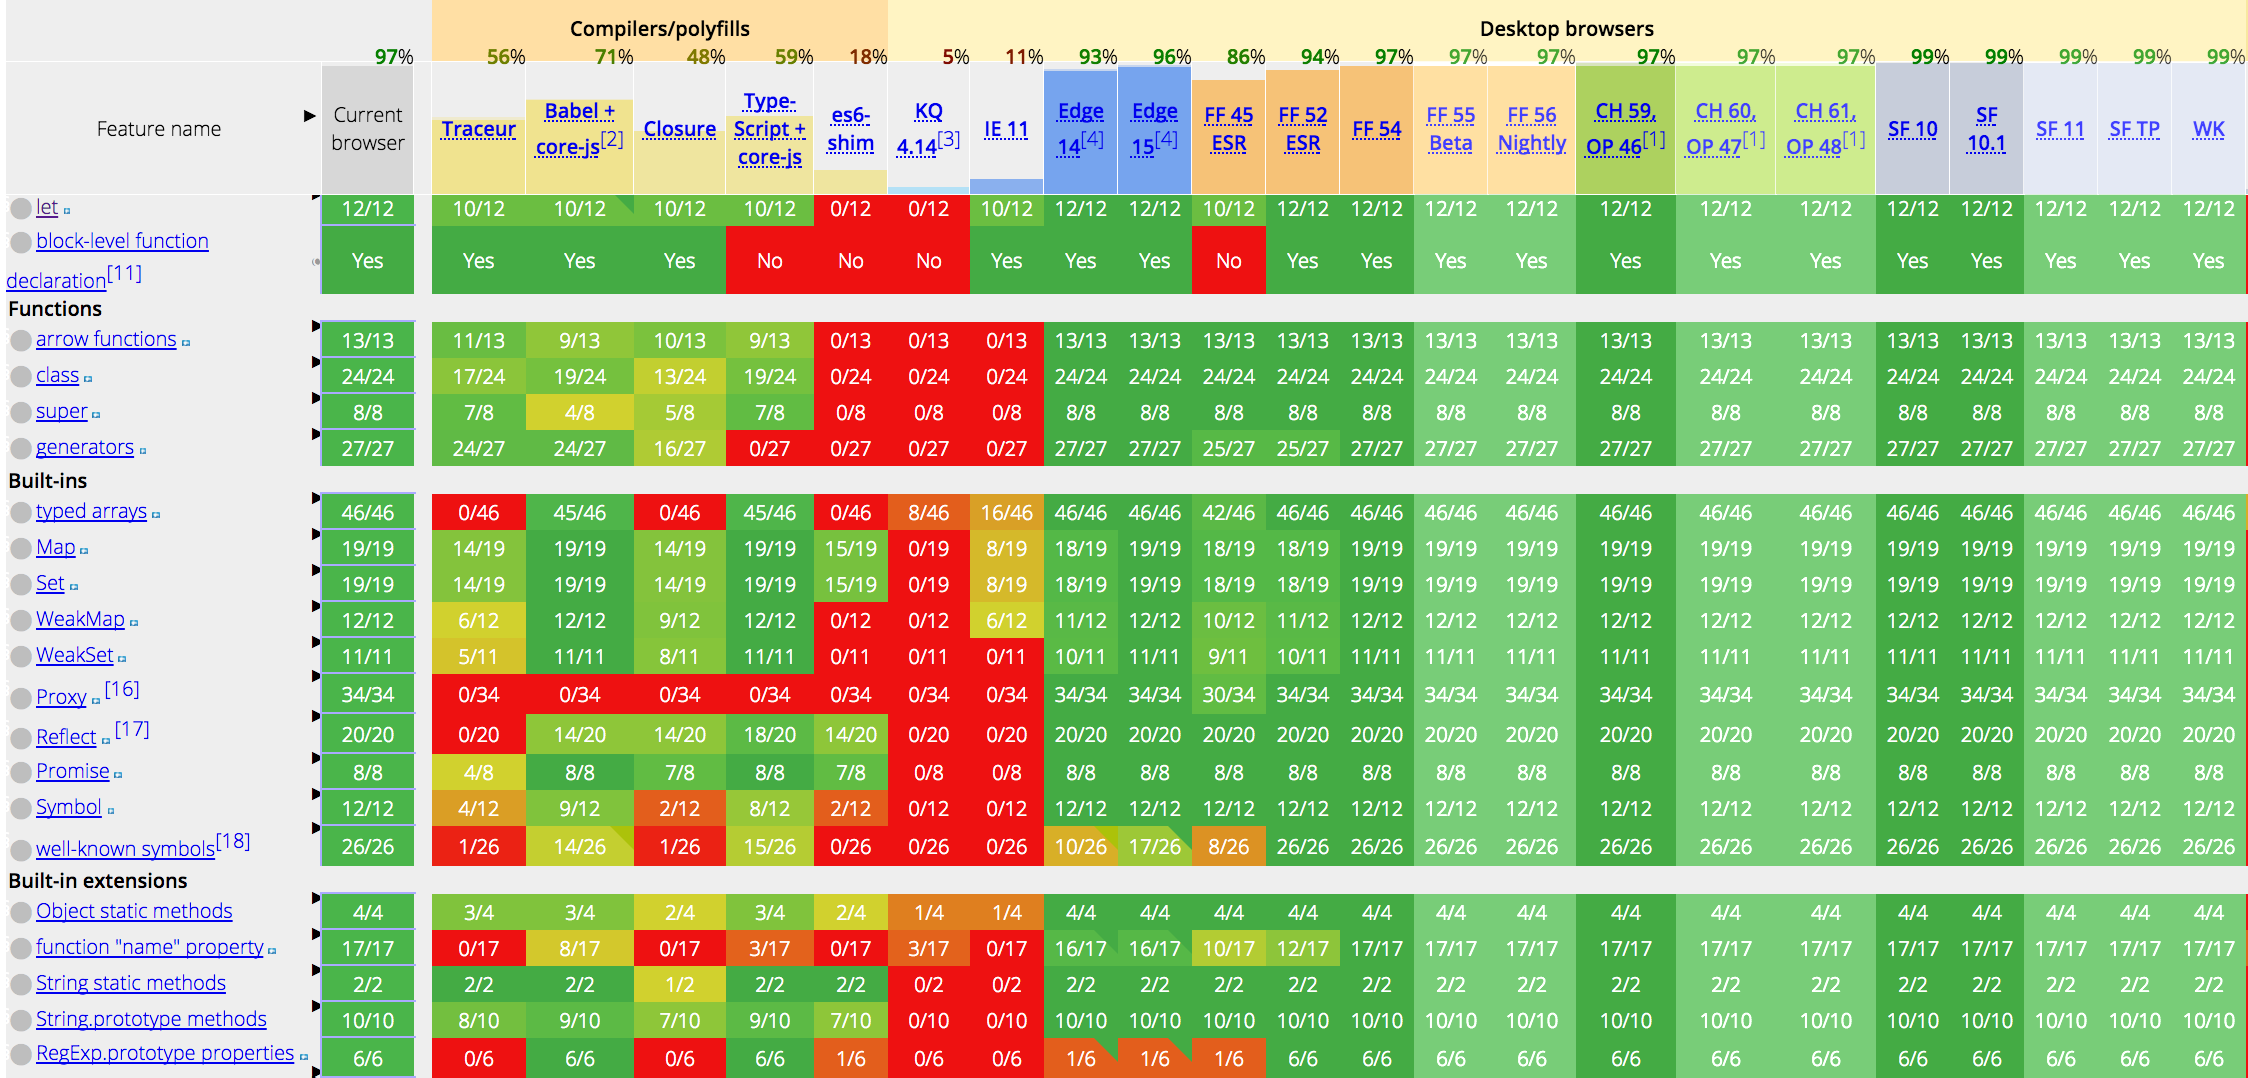 Compilers/polyfills Desktop browsers
97% 56% 71% 48% 59% 18% 5% 11% 93% 96% 86% 94% 97% 97% 97% 97% 97% 97% 99% 99% 99% 99% 99%
Feature name ▶ Current browser Traceur Babel + core-js[2] Closure Type-Script + core-js es6-shim KQ 4.14[3] IE 11 Edge 14[4] Edge 15[4] FF 45 ESR FF 52 ESR FF 54 FF 55 Beta FF 56 Nightly CH 59, OP 46[1] CH 60, OP 47[1] CH 61, OP 48[1] SF 10 SF 10.1 SF 11 SF TP WK
let 12/12 10/12 10/12 10/12 10/12 0/12 0/12 10/12 12/12 12/12 10/12 12/12 12/12 12/12 12/12 12/12 12/12 12/12 12/12 12/12 12/12 12/12 12/12
block-level function declaration[11] Yes Yes Yes Yes No No No Yes Yes Yes No Yes Yes Yes Yes Yes Yes Yes Yes Yes Yes Yes Yes
Functions
arrow functions 13/13 11/13 9/13 10/13 9/13 0/13 0/13 0/13 13/13 13/13 13/13 13/13 13/13 13/13 13/13 13/13 13/13 13/13 13/13 13/13 13/13 13/13 13/13
class 24/24 17/24 19/24 13/24 19/24 0/24 0/24 0/24 24/24 24/24 24/24 24/24 24/24 24/24 24/24 24/24 24/24 24/24 24/24 24/24 24/24 24/24 24/24
super 8/8 7/8 4/8 5/8 7/8 0/8 0/8 0/8 8/8 8/8 8/8 8/8 8/8 8/8 8/8 8/8 8/8 8/8 8/8 8/8 8/8 8/8 8/8
generators 27/27 24/27 24/27 16/27 0/27 0/27 0/27 0/27 27/27 27/27 25/27 25/27 27/27 27/27 27/27 27/27 27/27 27/27 27/27 27/27 27/27 27/27 27/27
Built-ins
typed arrays 46/46 0/46 45/46 0/46 45/46 0/46 8/46 16/46 46/46 46/46 42/46 46/46 46/46 46/46 46/46 46/46 46/46 46/46 46/46 46/46 46/46 46/46 46/46
Map 19/19 14/19 19/19 14/19 19/19 15/19 0/19 8/19 18/19 19/19 18/19 18/19 19/19 19/19 19/19 19/19 19/19 19/19 19/19 19/19 19/19 19/19 19/19
Set 19/19 14/19 19/19 14/19 19/19 15/19 0/19 8/19 18/19 19/19 18/19 18/19 19/19 19/19 19/19 19/19 19/19 19/19 19/19 19/19 19/19 19/19 19/19
WeakMap 12/12 6/12 12/12 9/12 12/12 0/12 0/12 6/12 11/12 12/12 10/12 11/12 12/12 12/12 12/12 12/12 12/12 12/12 12/12 12/12 12/12 12/12 12/12
WeakSet 11/11 5/11 11/11 8/11 11/11 0/11 0/11 0/11 10/11 11/11 9/11 10/11 11/11 11/11 11/11 11/11 11/11 11/11 11/11 11/11 11/11 11/11 11/11
Proxy [16] 34/34 0/34 0/34 0/34 0/34 0/34 0/34 0/34 34/34 34/34 30/34 34/34 34/34 34/34 34/34 34/34 34/34 34/34 34/34 34/34 34/34 34/34 34/34
Reflect [17] 20/20 0/20 14/20 14/20 18/20 14/20 0/20 0/20 20/20 20/20 20/20 20/20 20/20 20/20 20/20 20/20 20/20 20/20 20/20 20/20 20/20 20/20 20/20
Promise 8/8 4/8 8/8 7/8 8/8 7/8 0/8 0/8 8/8 8/8 8/8 8/8 8/8 8/8 8/8 8/8 8/8 8/8 8/8 8/8 8/8 8/8 8/8
Symbol 12/12 4/12 9/12 2/12 8/12 2/12 0/12 0/12 12/12 12/12 12/12 12/12 12/12 12/12 12/12 12/12 12/12 12/12 12/12 12/12 12/12 12/12 12/12
well-known symbols[18] 26/26 1/26 14/26 1/26 15/26 0/26 0/26 0/26 10/26 17/26 8/26 26/26 26/26 26/26 26/26 26/26 26/26 26/26 26/26 26/26 26/26 26/26 26/26
Built-in extensions
Object static methods 4/4 3/4 3/4 2/4 3/4 2/4 1/4 1/4 4/4 4/4 4/4 4/4 4/4 4/4 4/4 4/4 4/4 4/4 4/4 4/4 4/4 4/4 4/4
function "name" property 17/17 0/17 8/17 0/17 3/17 0/17 3/17 0/17 16/17 16/17 10/17 12/17 17/17 17/17 17/17 17/17 17/17 17/17 17/17 17/17 17/17 17/17 17/17
String static methods 2/2 2/2 2/2 1/2 2/2 2/2 0/2 0/2 2/2 2/2 2/2 2/2 2/2 2/2 2/2 2/2 2/2 2/2 2/2 2/2 2/2 2/2 2/2
String.prototype methods 10/10 8/10 9/10 7/10 9/10 7/10 0/10 0/10 10/10 10/10 10/10 10/10 10/10 10/10 10/10 10/10 10/10 10/10 10/10 10/10 10/10 10/10 10/10
RegExp.prototype properties 6/6 0/6 6/6 0/6 6/6 1/6 0/6 0/6 1/6 1/6 1/6 6/6 6/6 6/6 6/6 6/6 6/6 6/6 6/6 6/6 6/6 6/6 6/6